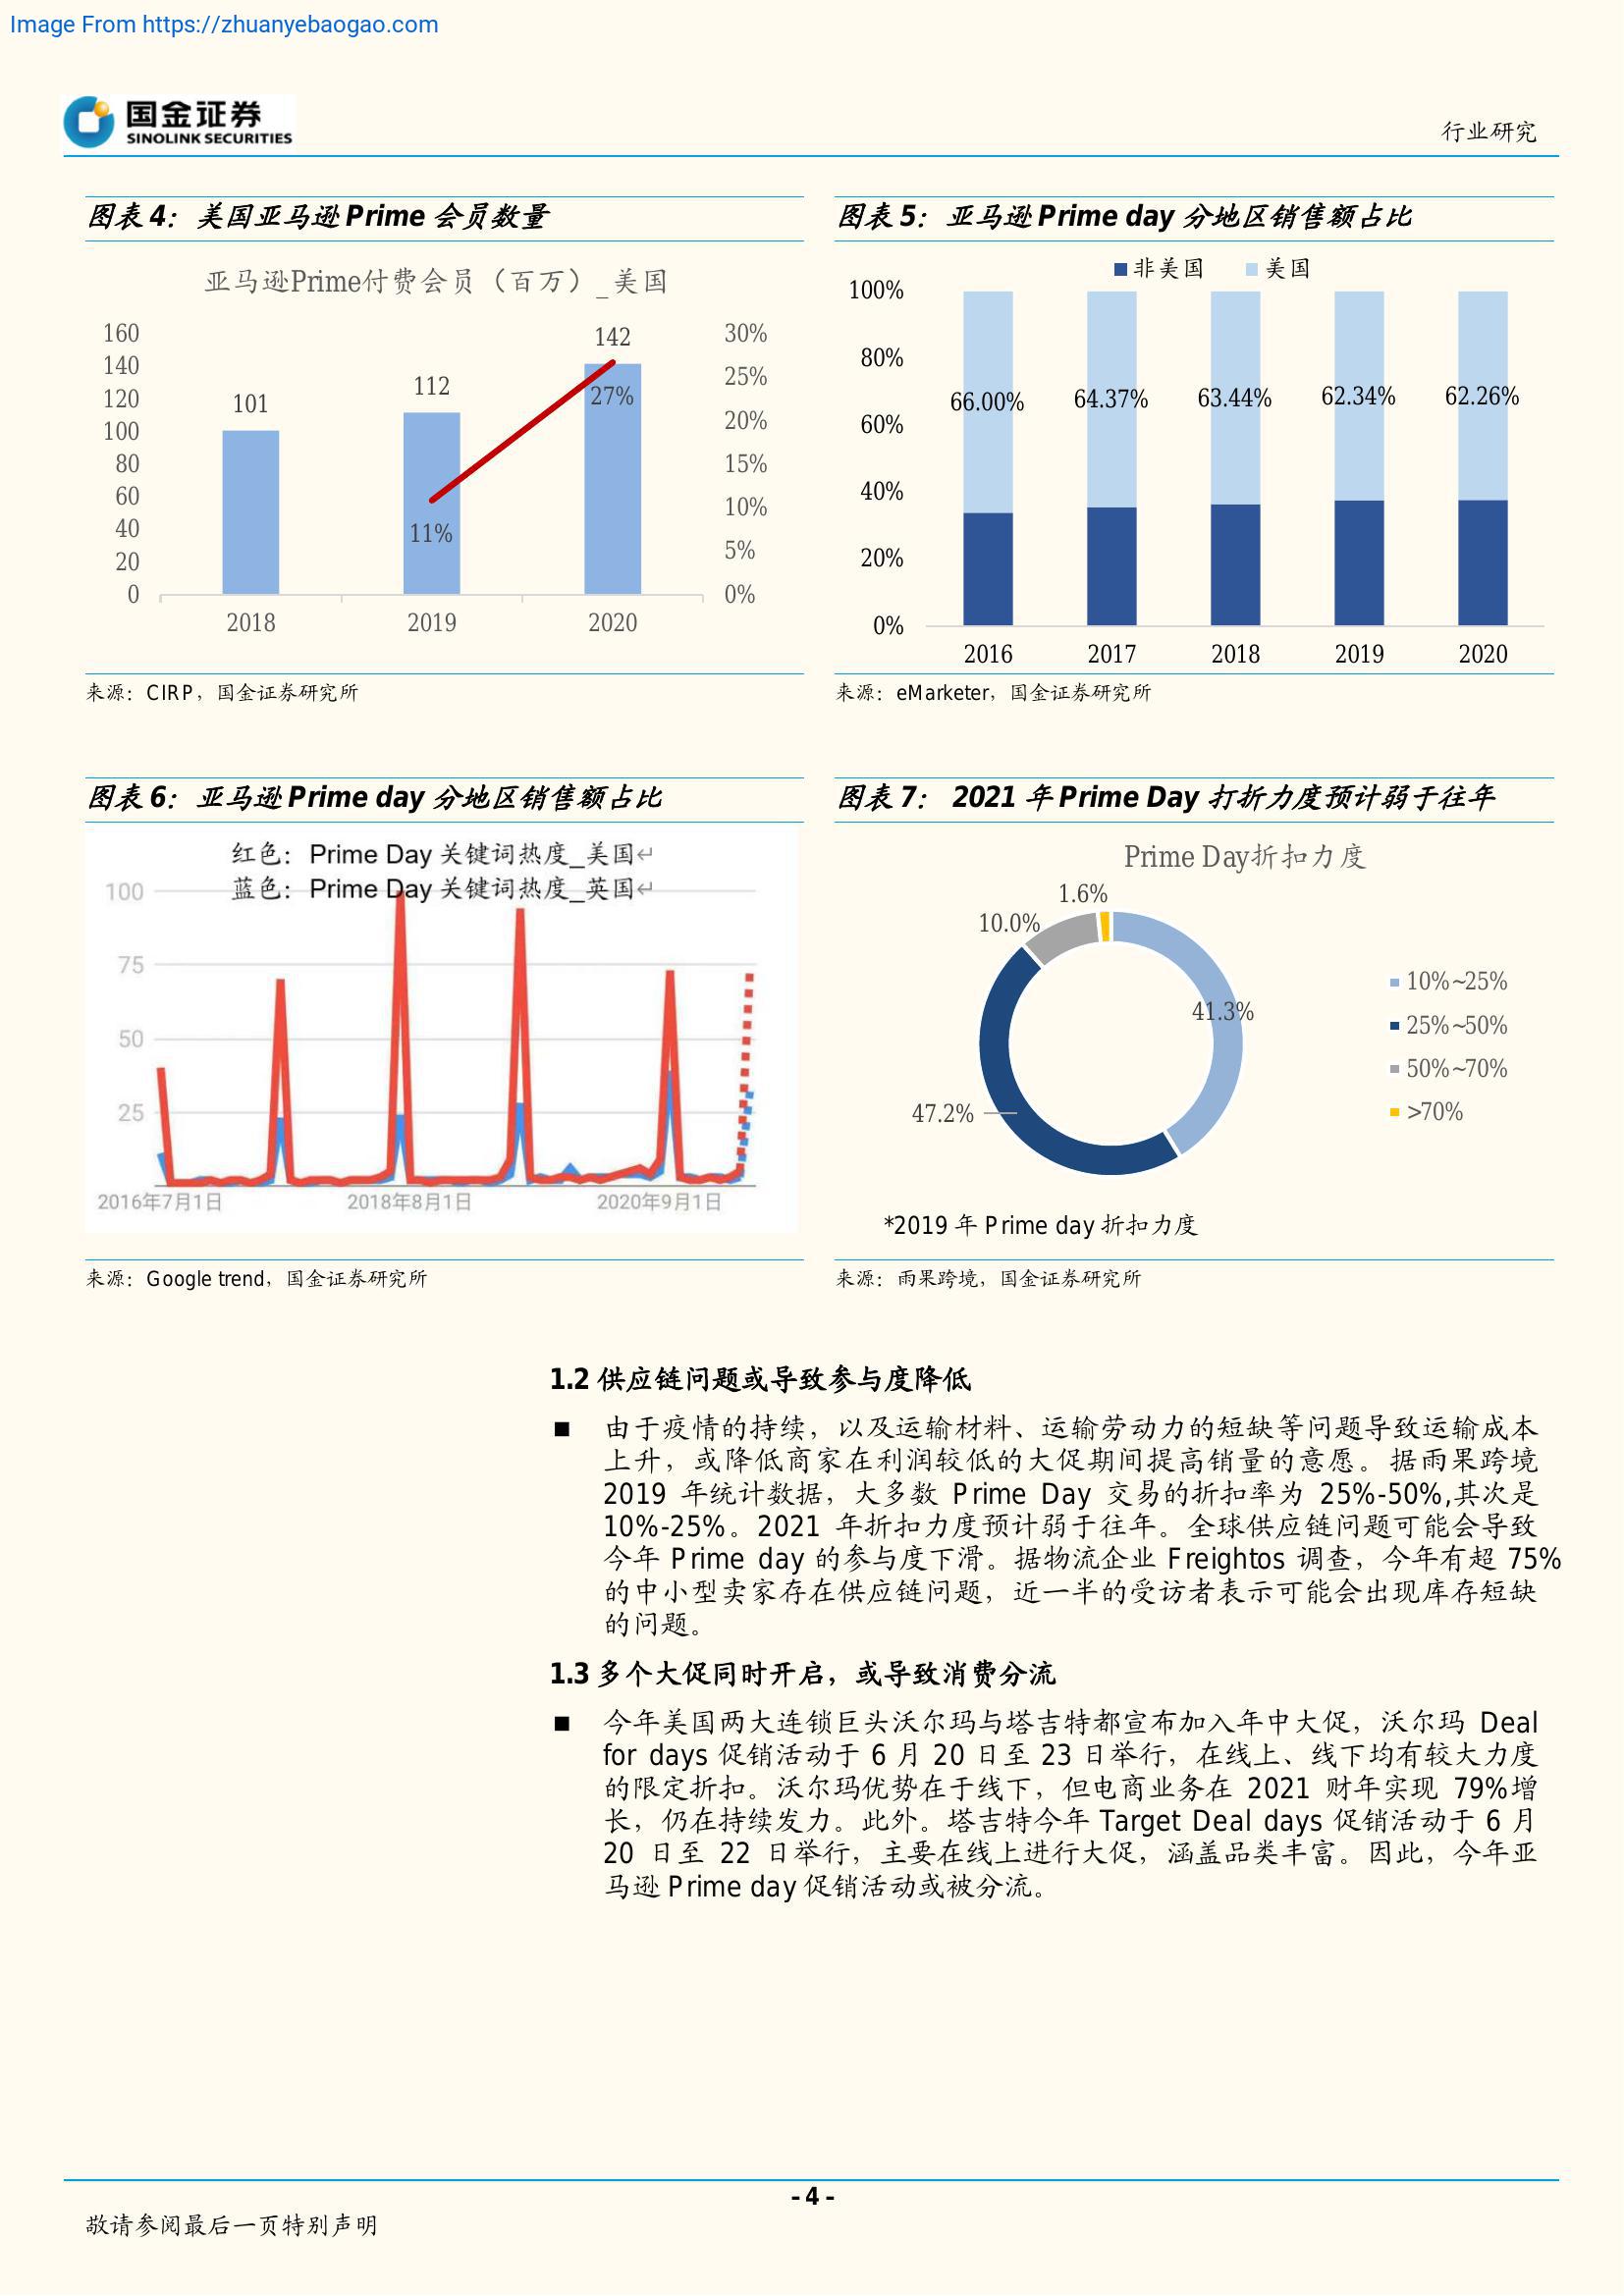 Image From https://zhuanyebaogao.com
国金证券
SINOLINK SECURITIES
行业研究
图表 4：美国亚马逊 Prime 会员数量
亚马逊Prime付费会员（百万）_美国
160
140
120
100
80
60
40
20
0
30%
25%
20%
15%
10%
5%
0%
101
112
142
11%
27%
2018
2019
2020
来源：CIRP，国金证券研究所
图表 5：亚马逊 Prime day 分地区销售额占比
非美国
美国
100%
80%
60%
40%
20%
0%
66.00%
64.37%
63.44%
62.34%
62.26%
2016
2017
2018
2019
2020
来源：eMarketer，国金证券研究所
图表 6：亚马逊 Prime day 分地区销售额占比
红色：Prime Day 关键词热度_美国↵
蓝色：Prime Day 关键词热度_英国↵
100
75
50
25
2016年7月1日
2018年8月1日
2020年9月1日
来源：Google trend，国金证券研究所
图表 7： 2021 年 Prime Day 打折力度预计弱于往年
Prime Day折扣力度
1.6%
10.0%
41.3%
47.2%
10%~25%
25%~50%
50%~70%
>70%
*2019 年 Prime day 折扣力度
来源：雨果跨境，国金证券研究所
1.2 供应链问题或导致参与度降低
■ 由于疫情的持续，以及运输材料、运输劳动力的短缺等问题导致运输成本
上升，或降低商家在利润较低的大促期间提高销量的意愿。据雨果跨境
2019 年统计数据，大多数 Prime Day 交易的折扣率为 25%-50%,其次是
10%-25%。2021 年折扣力度预计弱于往年。全球供应链问题可能会导致
今年 Prime day 的参与度下滑。据物流企业 Freightos 调查，今年有超 75%
的中小型卖家存在供应链问题，近一半的受访者表示可能会出现库存短缺
的问题。
1.3 多个大促同时开启，或导致消费分流
■ 今年美国两大连锁巨头沃尔玛与塔吉特都宣布加入年中大促，沃尔玛 Deal
for days 促销活动于 6 月 20 日至 23 日举行，在线上、线下均有较大力度
的限定折扣。沃尔玛优势在于线下，但电商业务在 2021 财年实现 79%增
长，仍在持续发力。此外。塔吉特今年 Target Deal days 促销活动于 6 月
20 日至 22 日举行，主要在线上进行大促，涵盖品类丰富。因此，今年亚
马逊 Prime day 促销活动或被分流。
- 4 -
敬请参阅最后一页特别声明